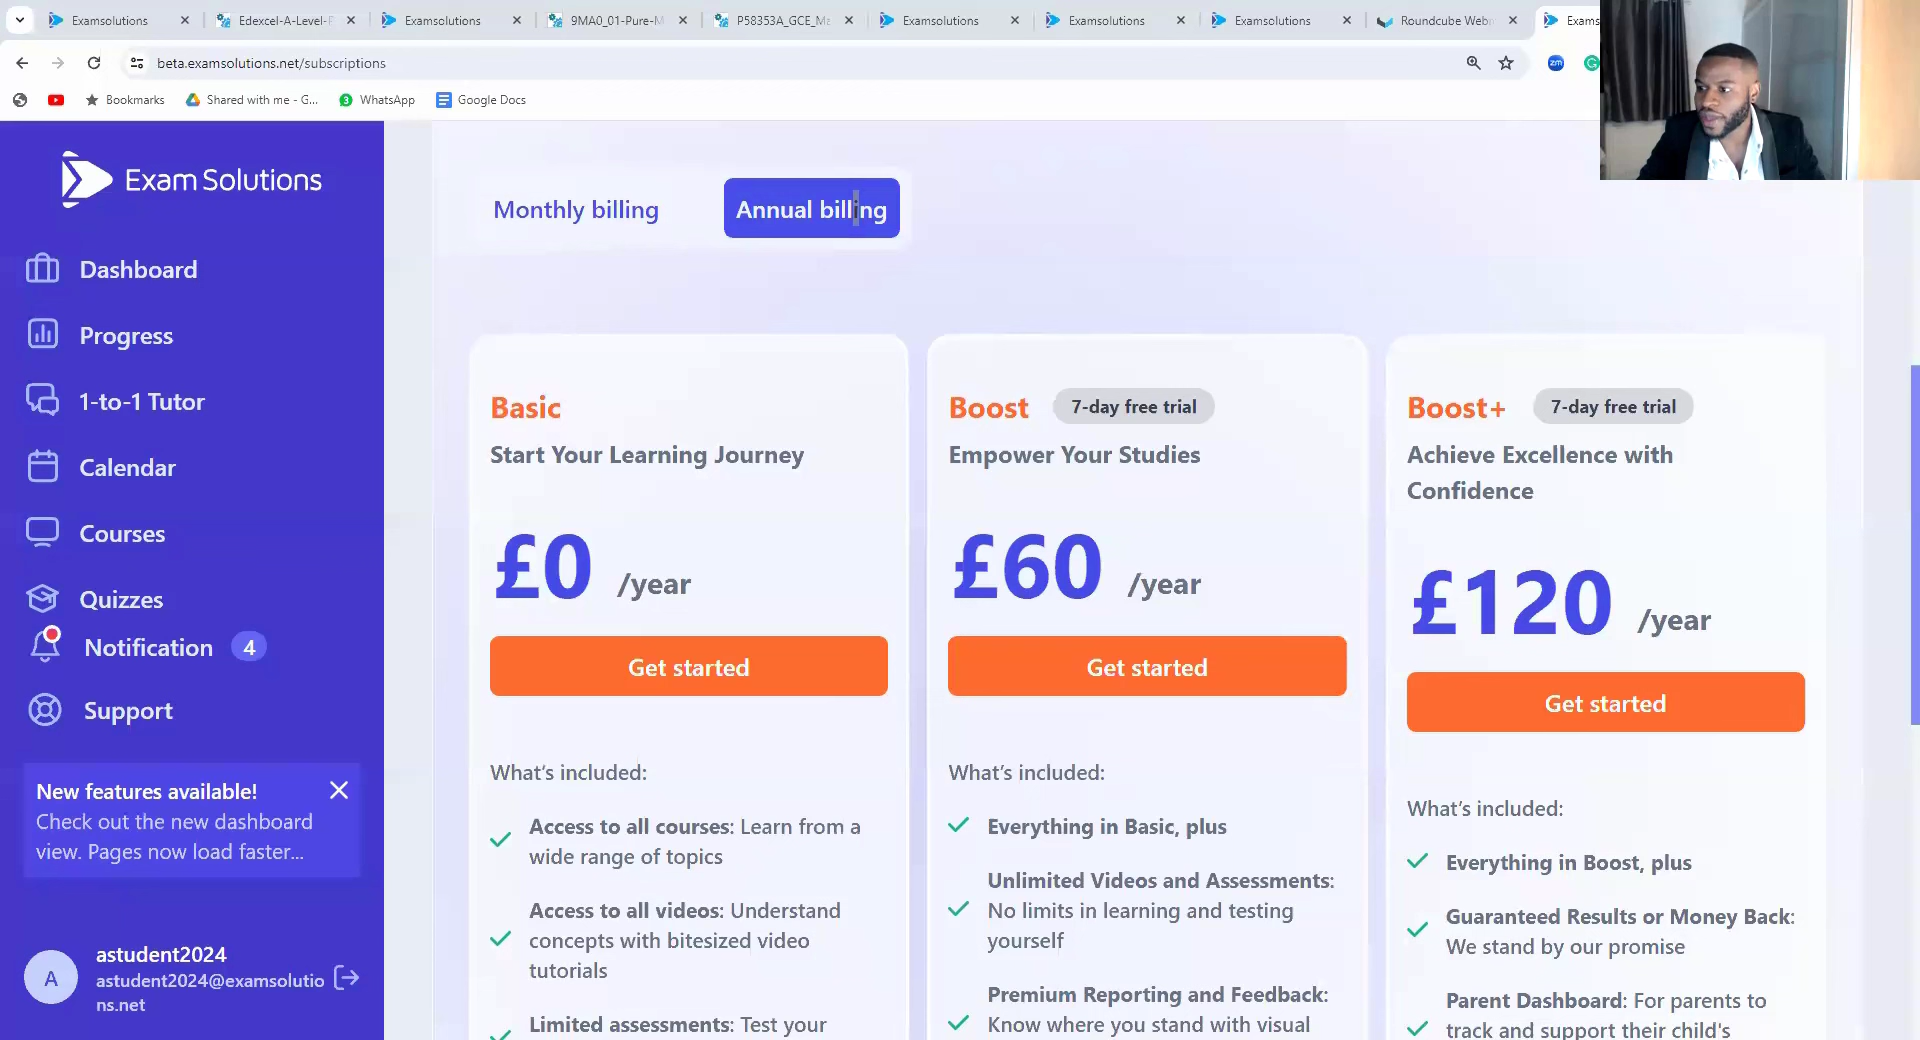 Examsolutions
Edexcel-A-Level-F
Examsolutions
9MA0_01-Pure-M
P58353A_GCE_Ma
Examsolutions
Examsolutions
Examsolutions
Roundcube Web
Exams
beta.examsolutions.net/subscriptions
zm
Bookmarks
Shared with me - G...
3
WhatsApp
Google Docs
Exam Solutions
Dashboard
Progress
1-to-1 Tutor
Calendar
Courses
Quizzes
Notification 4
Support
New features available!
Check out the new dashboard
view. Pages now load faster...
A
astudent2024
astudent2024@examsolutio
ns.net
Monthly billing
Annual billing
Basic
Start Your Learning Journey
£0 /year
Get started
What's included:
Access to all courses: Learn from a
wide range of topics
Access to all videos: Understand
concepts with bitesized video
tutorials
Limited assessments: Test your
Boost 7-day free trial
Empower Your Studies
£60 /year
Get started
What's included:
Everything in Basic, plus
Unlimited Videos and Assessments:
No limits in learning and testing
yourself
Premium Reporting and Feedback:
Know where you stand with visual
Boost+ 7-day free trial
Achieve Excellence with
Confidence
£120 /year
Get started
What's included:
Everything in Boost, plus
Guaranteed Results or Money Back:
We stand by our promise
Parent Dashboard: For parents to
track and support their child's